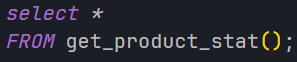 select *
FROM get_product_stat();